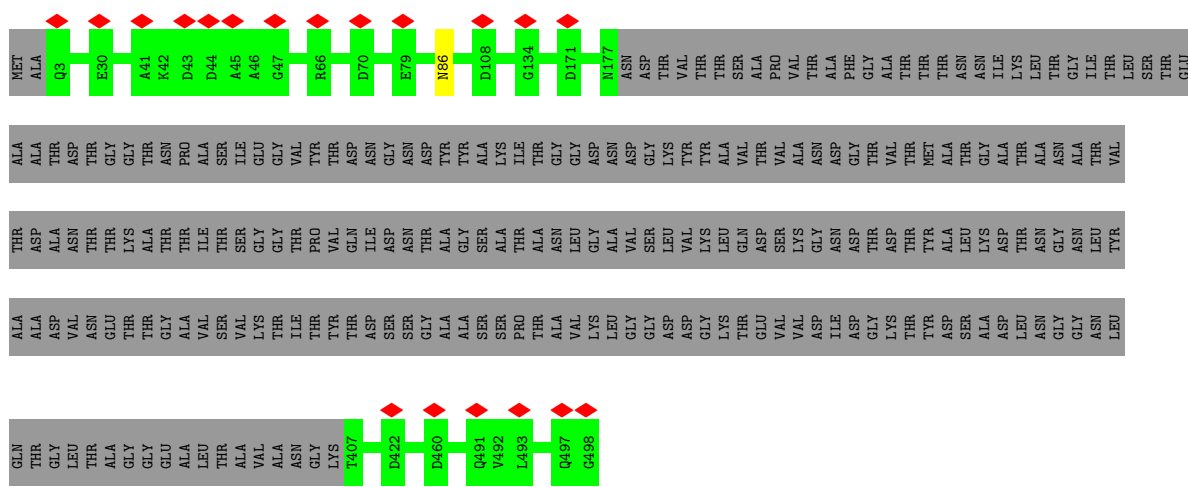 MET ALA Q3 E30 A41 K42 D43 D44 A45 A46 G47 R66 D70 E79 N86 D108 G134 D171 N177 ASN ASP THR VAL THR THR SER ALA PRO VAL THR ALA PHE GLY ALA THR THR THR ASN ASN ILE LYS LEU THR GLY ILE THR LEU SER THR GLU
ALA ALA THR ASP THR GLY GLY THR ASN PRO ALA SER ILE GLU GLY VAL TYR THR ASP ASN GLY ASN ASP TYR TYR ALA LYS ILE THR GLY GLY ASP ASN ASP GLY LYS TYR TYR ALA VAL THR VAL ALA ASN ASP GLY THR VAL THR MET ALA THR GLY ALA THR ALA ASN ALA THR VAL
THR ASP ALA ASN THR THR LYS ALA THR THR ILE THR SER GLY GLY THR PRO VAL GLN ILE ASP ASN THR ALA GLY SER ALA THR ALA ASN LEU GLY ALA VAL SER LEU VAL LYS LEU GLN ASP SER LYS GLY ASN ASP THR ASP THR TYR ALA LEU LYS ASP THR ASN GLY ASN LEU TYR
ALA ALA ASP VAL ASN GLU THR THR GLY ALA VAL SER VAL LYS THR ILE THR TYR THR ASP SER SER GLY ALA ALA SER SER PRO THR ALA VAL LYS LEU GLY GLY ASP ASP GLY LYS THR GLU VAL VAL ASP ILE ASP GLY LYS THR TYR ASP SER ALA ASP LEU ASN GLY GLY ASN LEU
GLN THR GLY LEU THR ALA GLY GLY GLU ALA LEU THR ALA VAL ALA ASN GLY LYS T407 D422 D460 Q491 V492 L493 Q497 G498